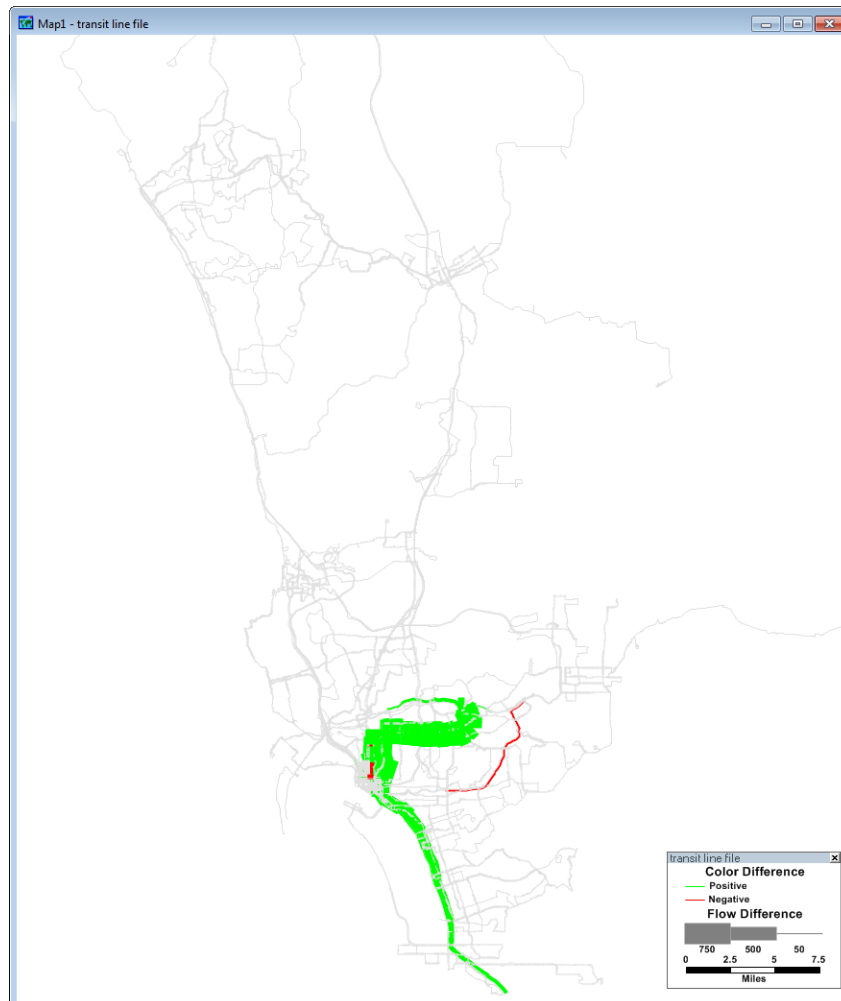 Map1 - transit line file
transit line file
Color Difference
Positive
Negative
Flow Difference
750 500 50
0 2.5 5 7.5
Miles